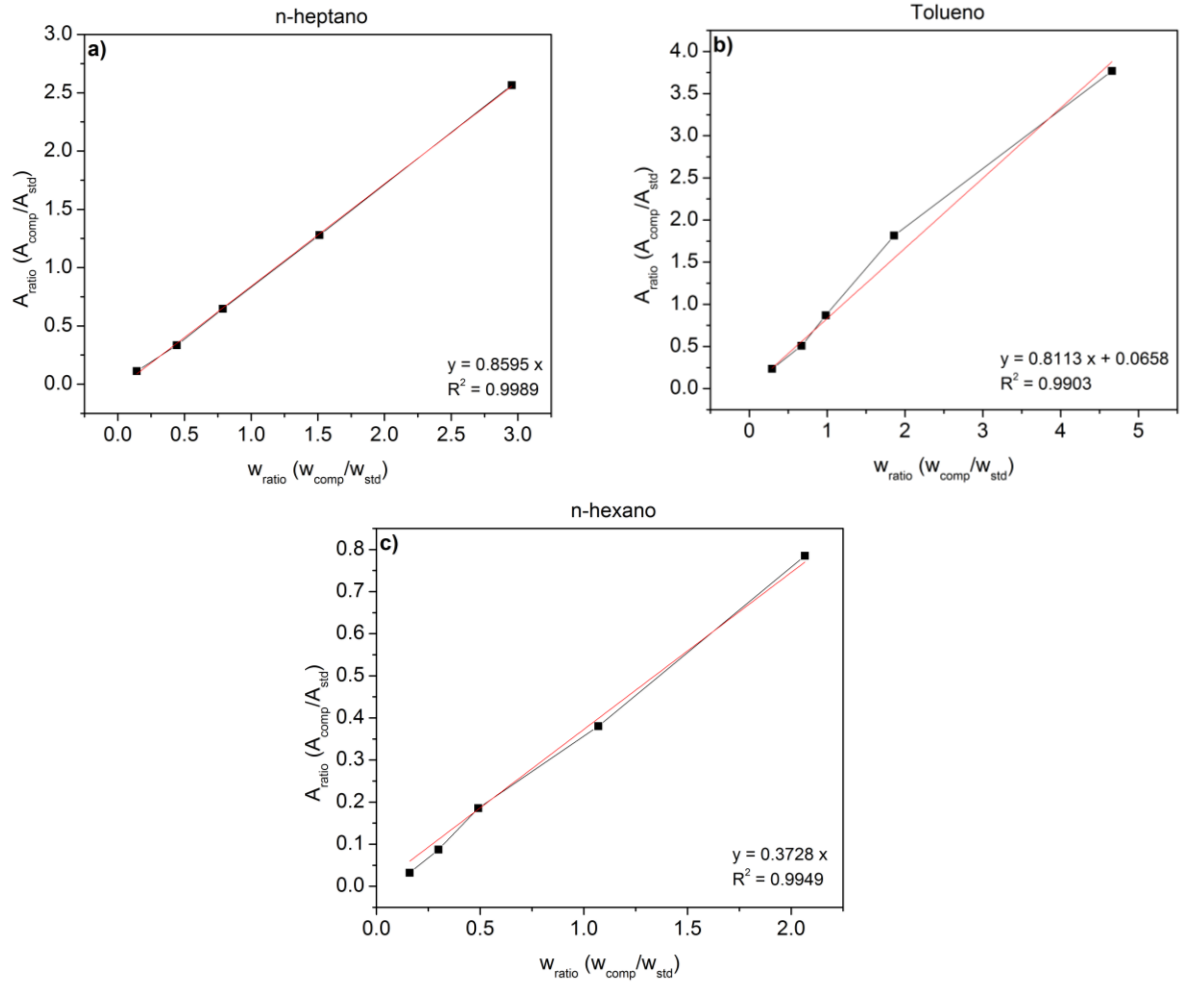 n-heptano
a)
3.0
2.5
2.0
1.5
1.0
0.5
0.0
A_ratio (A_comp/A_std)
y = 0.8595 x
R² = 0.9989
0.0 0.5 1.0 1.5 2.0 2.5 3.0
w_ratio (w_comp/w_std)
Tolueno
b)
4.0
3.5
3.0
2.5
2.0
1.5
1.0
0.5
0.0
A_ratio (A_comp/A_std)
y = 0.8113 x + 0.0658
R² = 0.9903
0 1 2 3 4 5
w_ratio (w_comp/w_std)
n-hexano
c)
0.8
0.7
0.6
0.5
0.4
0.3
0.2
0.1
0.0
A_ratio (A_comp/A_std)
y = 0.3728 x
R² = 0.9949
0.0 0.5 1.0 1.5 2.0
w_ratio (w_comp/w_std)